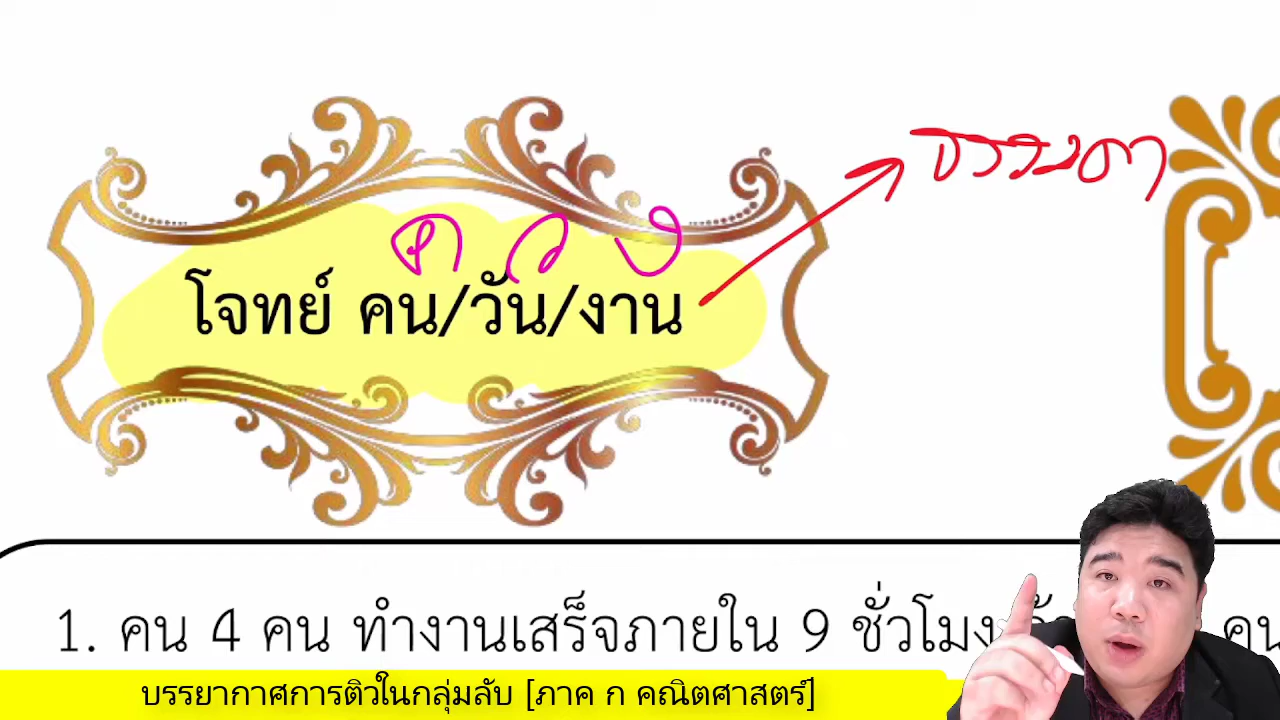 ธรรมดา
ค ว ง
โจทย์ คน/วัน/งาน
1. คน 4 คน ทำงานเสร็จภายใน 9 ชั่วโมง คน
บรรยากาศการติวในกลุ่มลับ [ภาค ก คณิตศาสตร์]